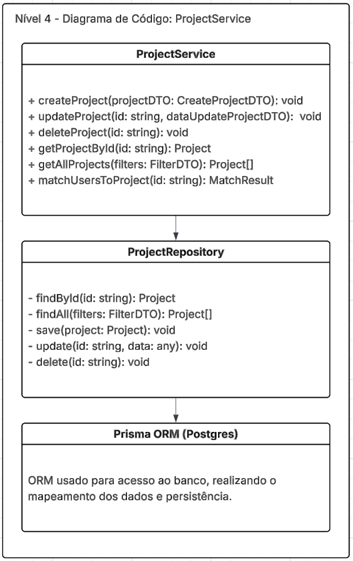 Nível 4 - Diagrama de Código: ProjectService
ProjectService
+ createProject(projectDTO: CreateProjectDTO): void
+ updateProject(id: string, dataUpdateProjectDTO): void
+ deleteProject(id: string): void
+ getProjectById(id: string): Project
+ getAllProjects(filters: FilterDTO): Project[]
+ matchUsersToProject(id: string): MatchResult
ProjectRepository
- findById(id: string): Project
- findAll(filters: FilterDTO): Project[]
- save(project: Project): void
- update(id: string, data: any): void
- delete(id: string): void
Prisma ORM (Postgres)
ORM usado para acesso ao banco, realizando o
mapeamento dos dados e persistência.